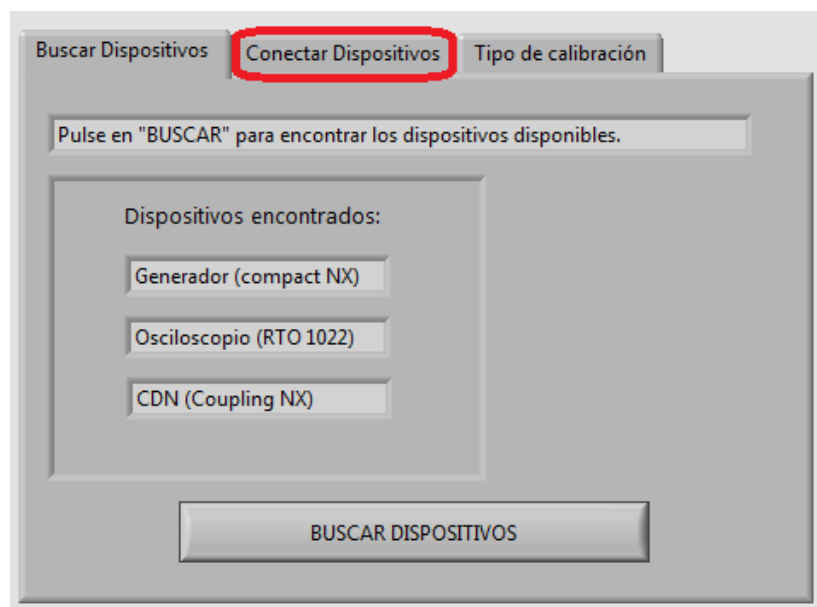 Buscar Dispositivos
Conectar Dispositivos
Tipo de calibración
Pulse en "BUSCAR" para encontrar los dispositivos disponibles.
Dispositivos encontrados:
Generador (compact NX)
Osciloscopio (RTO 1022)
CDN (Coupling NX)
BUSCAR DISPOSITIVOS